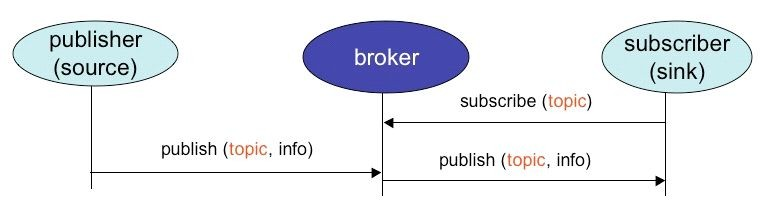 publisher
(source)
broker
subscriber
(sink)
subscribe (topic)
publish (topic, info)
publish (topic, info)